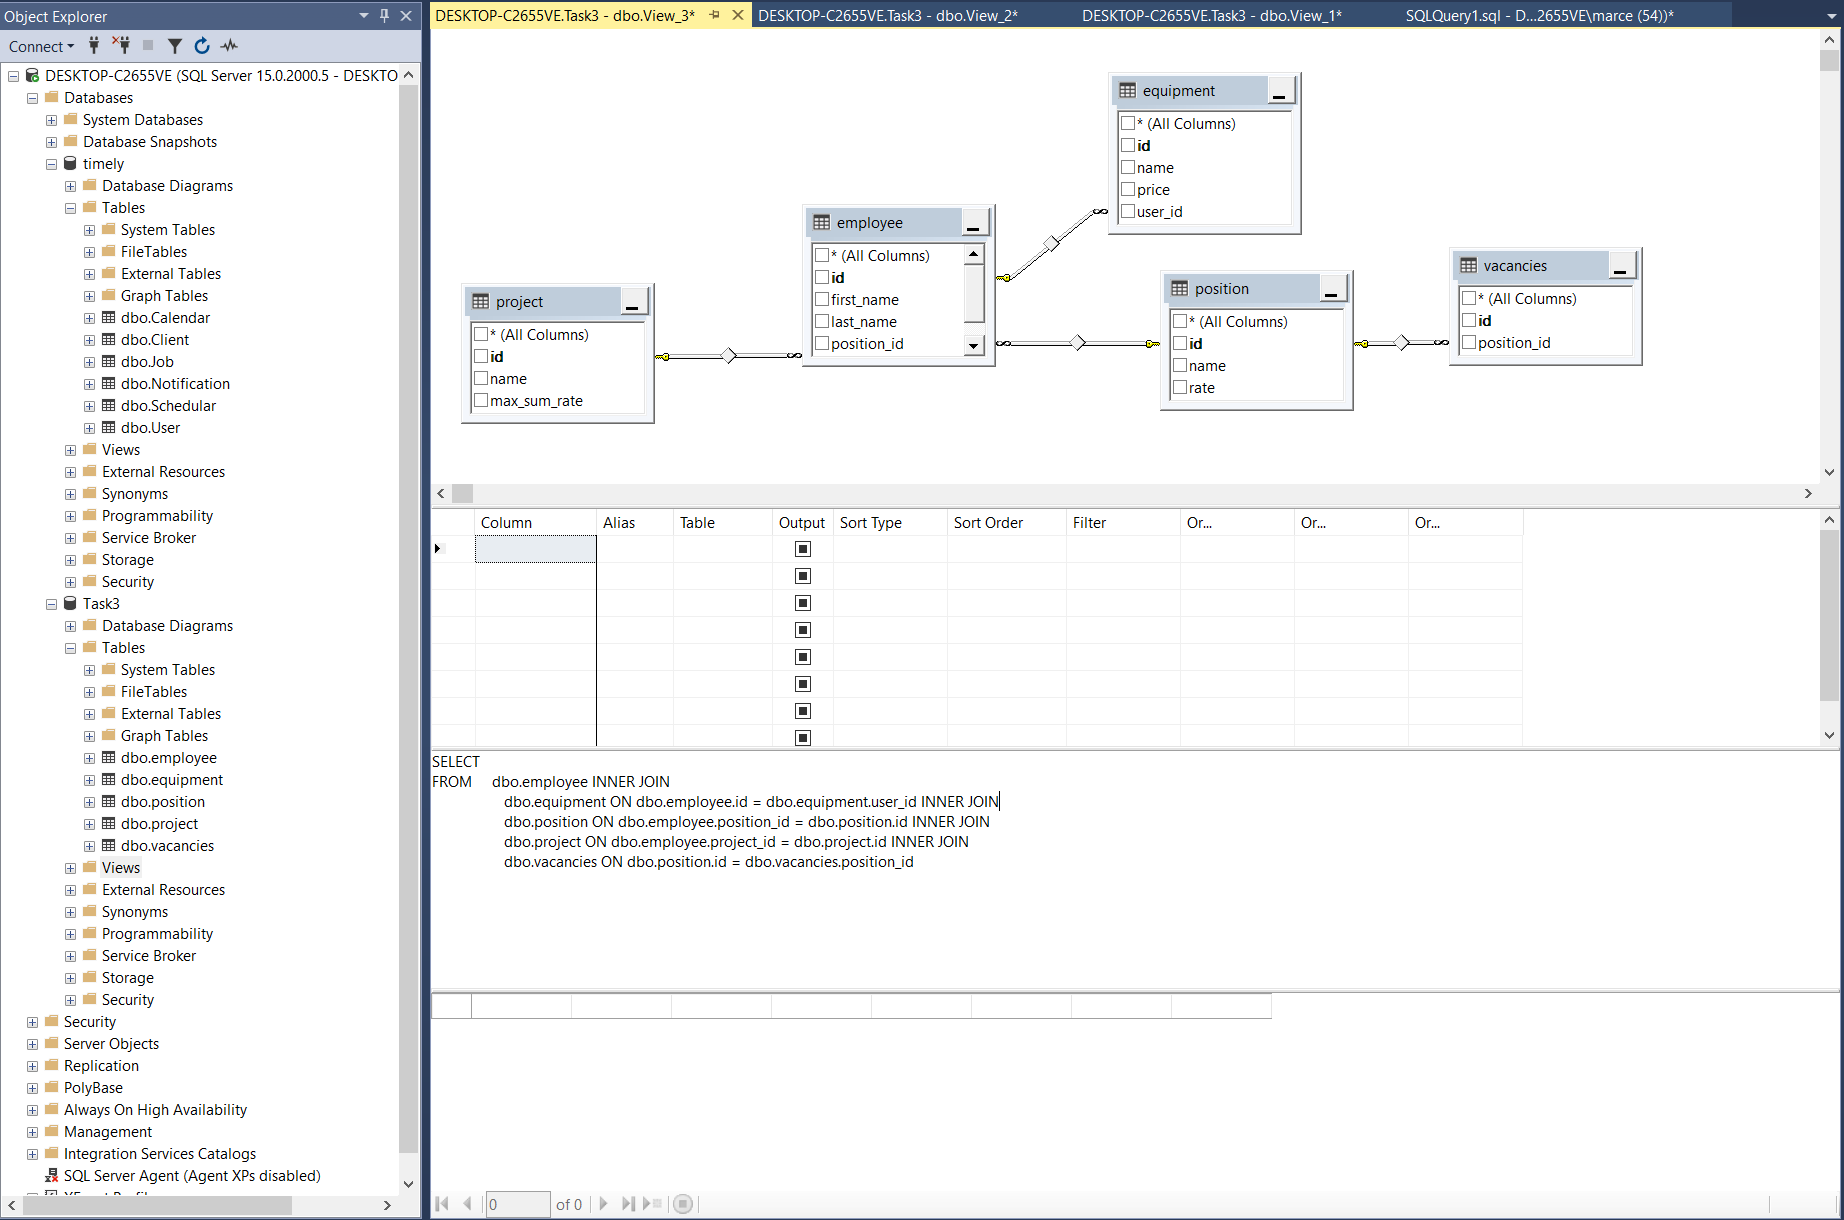 Object Explorer
Connect
DESKTOP-C2655VE (SQL Server 15.0.2000.5 - DESKTO
Databases
System Databases
Database Snapshots
timely
Database Diagrams
Tables
System Tables
FileTables
External Tables
Graph Tables
dbo.Calendar
dbo.Client
dbo.Job
dbo.Notification
dbo.Schedular
dbo.User
Views
External Resources
Synonyms
Programmability
Service Broker
Storage
Security
Task3
Database Diagrams
Tables
System Tables
FileTables
External Tables
Graph Tables
dbo.employee
dbo.equipment
dbo.position
dbo.project
dbo.vacancies
Views
External Resources
Synonyms
Programmability
Service Broker
Storage
Security
Security
Server Objects
Replication
PolyBase
Always On High Availability
Management
Integration Services Catalogs
SQL Server Agent (Agent XPs disabled)
DESKTOP-C2655VE.Task3 - dbo.View_3*
DESKTOP-C2655VE.Task3 - dbo.View_2*
DESKTOP-C2655VE.Task3 - dbo.View_1*
SQLQuery1.sql - D...2655VE\marce (54))*
project
* (All Columns)
id
name
max_sum_rate
employee
* (All Columns)
id
first_name
last_name
position_id
equipment
* (All Columns)
id
name
price
user_id
position
* (All Columns)
id
name
rate
vacancies
* (All Columns)
id
position_id
Column Alias Table Output Sort Type Sort Order Filter Or... Or... Or...
SELECT
FROM dbo.employee INNER JOIN
dbo.equipment ON dbo.employee.id = dbo.equipment.user_id INNER JOIN
dbo.position ON dbo.employee.position_id = dbo.position.id INNER JOIN
dbo.project ON dbo.employee.project_id = dbo.project.id INNER JOIN
dbo.vacancies ON dbo.position.id = dbo.vacancies.position_id
0 of 0